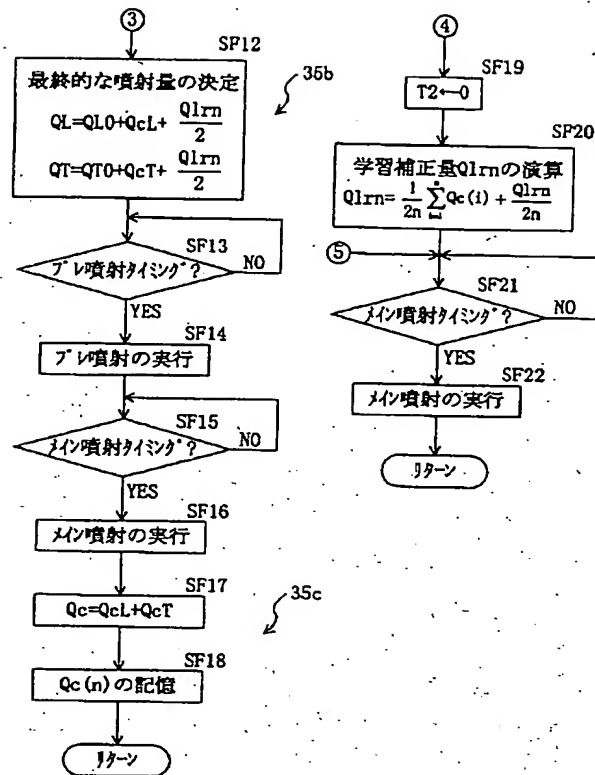 ③
SF12
最終的な噴射量の決定
QL=QL0+QcL+ Qlrn/2
QT=QT0+QcT+ Qlrn/2
35b
SF13
プレ噴射タイミング?
NO
YES
SF14
プレ噴射の実行
SF15
メイン噴射タイミング?
NO
YES
SF16
メイン噴射の実行
SF17
Qc=QcL+QcT
35c
SF18
Qc(n)の記憶
リターン
④
SF19
T2←0
SF20
学習補正量Qlrnの演算
Qlrn= 1/2n Σ Qc(i) + Qlrn/2n
⑤
SF21
メイン噴射タイミング?
NO
YES
SF22
メイン噴射の実行
リターン